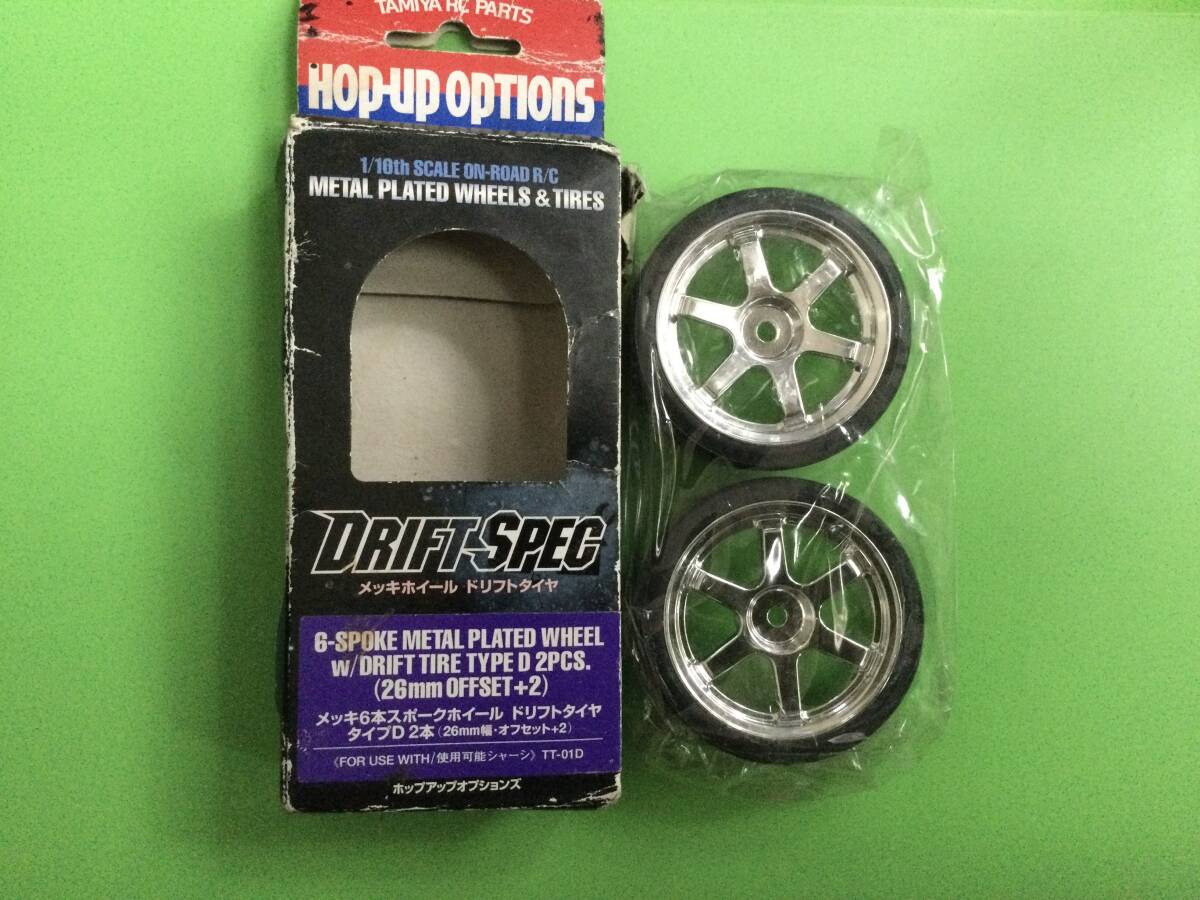 TAMIYA RC PARTS
HOP-UP OPTIONS
1/10th SCALE ON-ROAD R/C
METAL PLATED WHEELS & TIRES
DRIFT-SPEC
メッキホイール ドリフトタイヤ
6-SPOKE METAL PLATED WHEEL
w/DRIFT TIRE TYPE D 2PCS.
(26mm OFFSET+2)
メッキ6本スポークホイール ドリフトタイヤ
タイプD 2本 (26mm幅・オフセット+2)
〈FOR USE WITH/使用可能シャーシ〉 TT-01D
ホップアップオプションズ